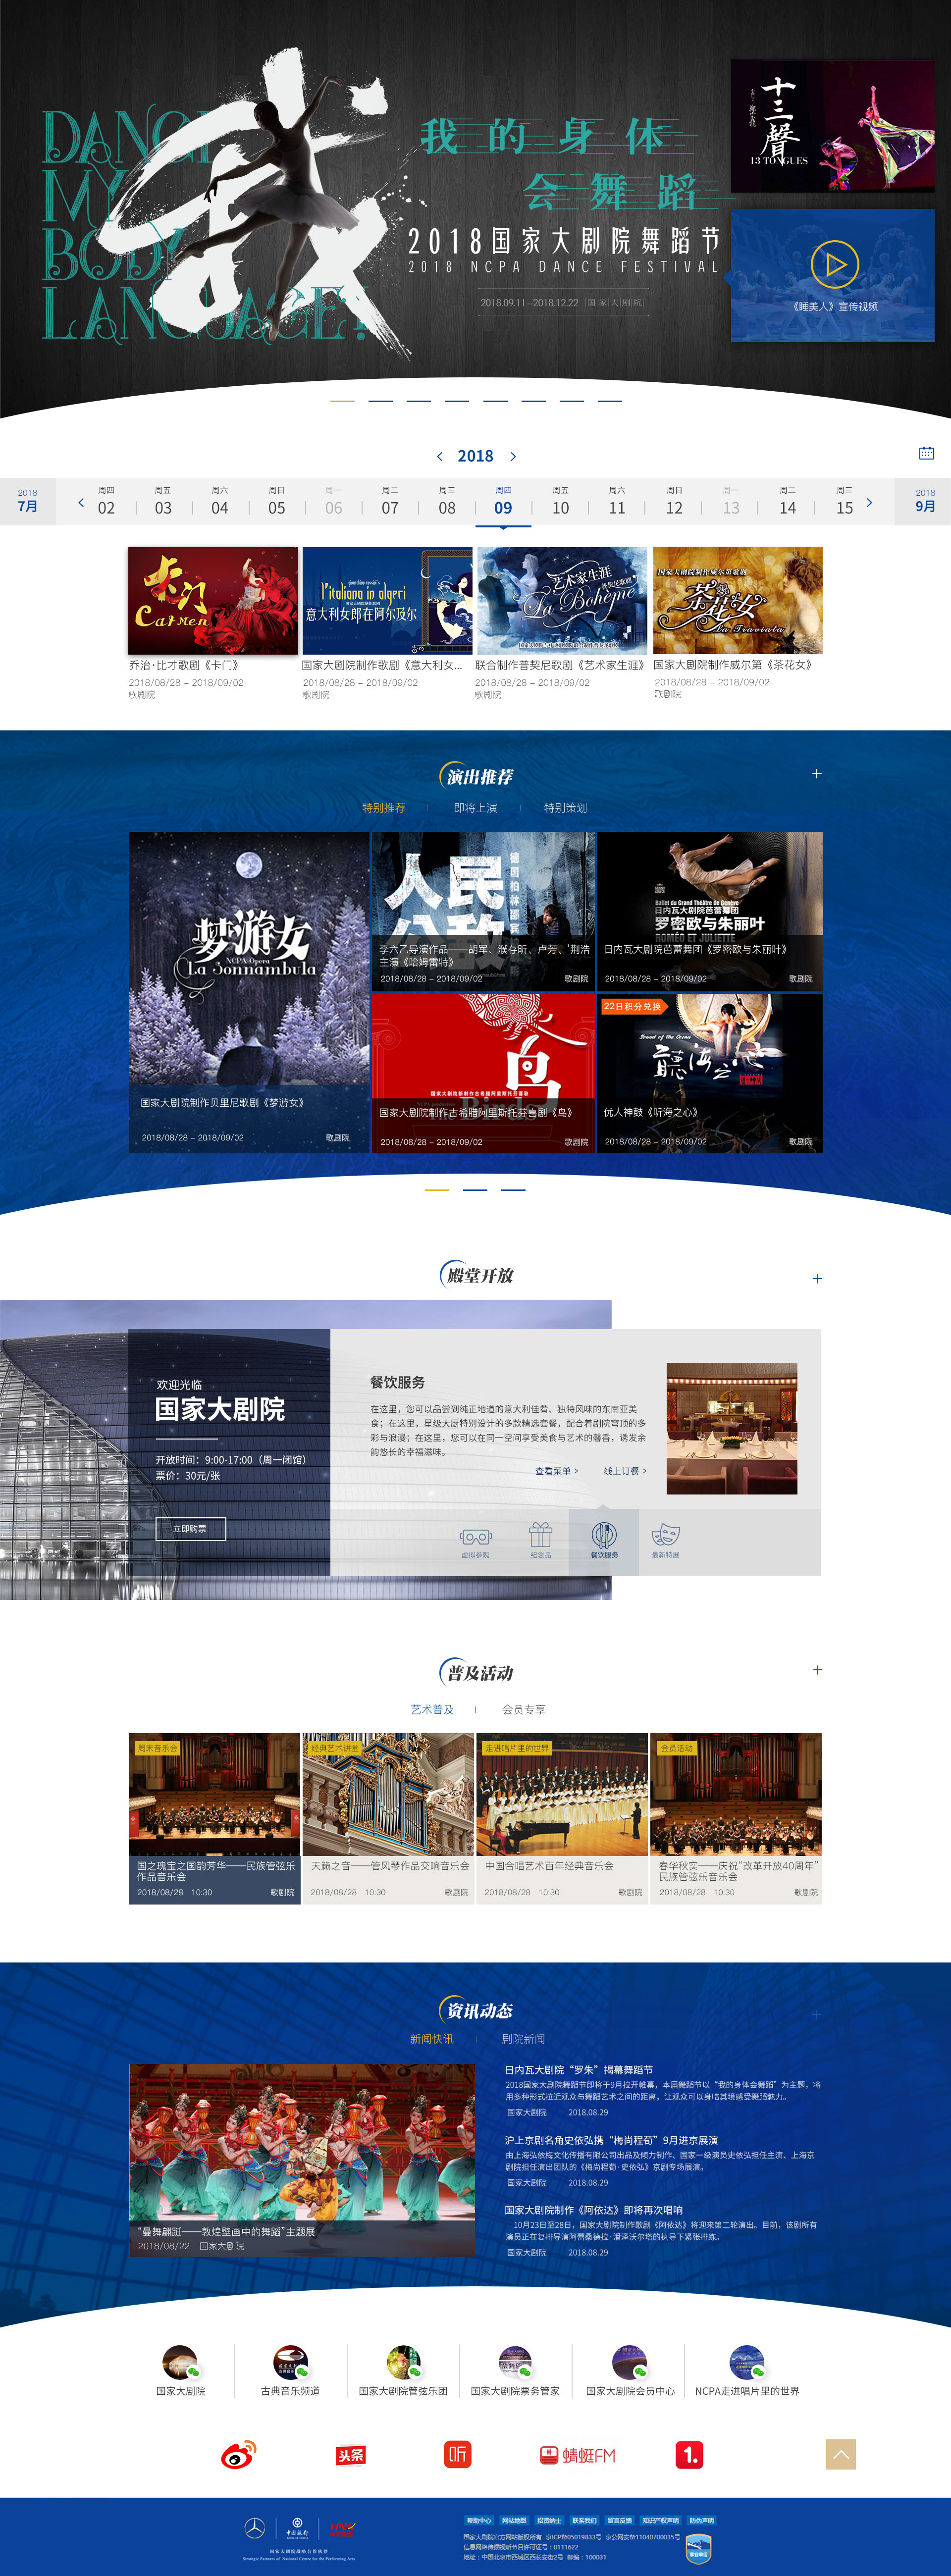 DANCE
MY
BODY
LANGUAGE!
我的身体
会舞蹈
2018国家大剧院舞蹈节
2018 NCPA DANCE FESTIVAL
2018.09.11—2018.12.22 国家大剧院
十三聲
13 TONGUES
《睡美人》宣传视频
2018
2018
7月
周四 周五 周六 周日 周一 周二 周三 周四 周五 周六 周日 周一 周二 周三
02 03 04 05 06 07 08 09 10 11 12 13 14 15
2018
9月
卡门
Carmen
l'italiana in algeri
意大利女郎在阿尔及尔
艺术家生涯
普契尼歌剧
La Bohème
国家大剧院制作威尔第歌剧
茶花女
La Traviata
乔治·比才歌剧《卡门》
2018/08/28 – 2018/09/02
歌剧院
国家大剧院制作歌剧《意大利女...
2018/08/28 – 2018/09/02
歌剧院
联合制作普契尼歌剧《艺术家生涯》
2018/08/28 – 2018/09/02
歌剧院
国家大剧院制作威尔第《茶花女》
2018/08/28 – 2018/09/02
歌剧院
演出推荐
特别推荐
即将上演
特别策划
梦游女
NCPA Opera
La Sonnambula
国家大剧院制作贝里尼歌剧《梦游女》
2018/08/28 – 2018/09/02 歌剧院
人民
公敌
李六乙导演作品——胡军、濮存昕、卢芳、'荆浩
主演《哈姆雷特》
2018/08/28 – 2018/09/02 歌剧院
Ballet du Grand Théâtre de Genève
日内瓦大剧院芭蕾舞团
罗密欧与朱丽叶
ROMÉO ET JULIETTE
日内瓦大剧院芭蕾舞团《罗密欧与朱丽叶》
2018/08/28 – 2018/09/02 歌剧院
鸟
国家大剧院新制作古希腊阿里斯托芬喜剧
Birds
国家大剧院制作古希腊阿里斯托芬喜剧《鸟》
2018/08/28 – 2018/09/02 歌剧院
22日积分兑换
Sound of the Ocean
聽海之心
优人神鼓《听海之心》
2018/08/28 – 2018/09/02 歌剧院
殿堂开放
欢迎光临
国家大剧院
开放时间：9:00-17:00（周一闭馆）
票价：30元/张
立即购票
餐饮服务
在这里，您可以品尝到纯正地道的意大利佳肴、独特风味的东南亚美
食；在这里，星级大厨特别设计的多款精选套餐，配合着剧院穹顶的多
彩与浪漫；在这里，您可以在同一空间享受美食与艺术的馨香，诱发余
韵悠长的幸福滋味。
查看菜单 线上订餐
虚拟参观
纪念品
餐饮服务
最新特展
普及活动
艺术普及
会员专享
周末音乐会
国之瑰宝之国韵芳华——民族管弦乐
作品音乐会
2018/08/28 10:30 歌剧院
经典艺术讲堂
天籁之音——管风琴作品交响音乐会
2018/08/28 10:30 歌剧院
走进唱片里的世界
中国合唱艺术百年经典音乐会
2018/08/28 10:30 歌剧院
会员活动
春华秋实——庆祝“改革开放40周年”
民族管弦乐音乐会
2018/08/28 10:30 歌剧院
资讯动态
新闻快讯
剧院新闻
“曼舞翩跹——敦煌壁画中的舞蹈”主题展
2018/08/22 国家大剧院
日内瓦大剧院“罗朱”揭幕舞蹈节
2018国家大剧院舞蹈节即将于9月拉开帷幕，本届舞蹈节以“我的身体会舞蹈”为主题，将
用多种形式拉近观众与舞蹈艺术之间的距离，让观众可以身临其境感受舞蹈魅力。
国家大剧院 2018.08.29
沪上京剧名角史依弘携“梅尚程荀”9月进京展演
由上海弘依梅文化传播有限公司出品及倾力制作、国家一级演员史依弘担任主演、上海京
剧院担任演出团队的《梅尚程荀·史依弘》京剧专场展演。
国家大剧院 2018.08.29
国家大剧院制作《阿依达》即将再次唱响
10月23日至28日，国家大剧院制作歌剧《阿依达》将迎来第二轮演出。目前，该剧所有
演员正在复排导演阿蕾桑德拉·潘泽沃尔塔的执导下紧张排练。
国家大剧院 2018.08.29
国家大剧院
古典音乐频道
国家大剧院管弦乐团
国家大剧院票务管家
国家大剧院会员中心
NCPA走进唱片里的世界
头条
听
蜻蜓FM
1.
中国银行
BANK OF CHINA
国家大剧院战略合作伙伴
Strategic Partners of National Centre for the Performing Arts
帮助中心 网站地图 招贤纳士 联系我们 留言反馈 知识产权声明 防伪声明
国家大剧院官方网站版权所有 京ICP备05019833号 京公网安备11040700035号
信息网络传播视听节目许可证号：0111622
地址：中国北京市西城区西长安街2号 邮编：100031
事业单位